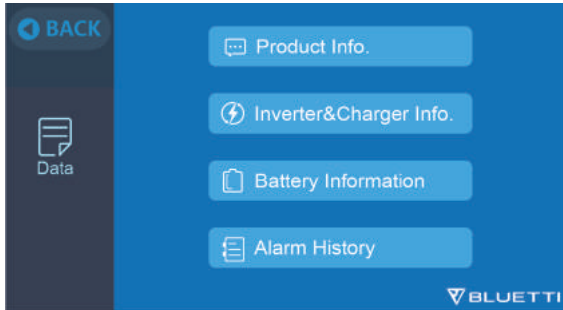 BACK
Data
Product Info.
Inverter&Charger Info.
Battery Information
Alarm History
BLUETTI